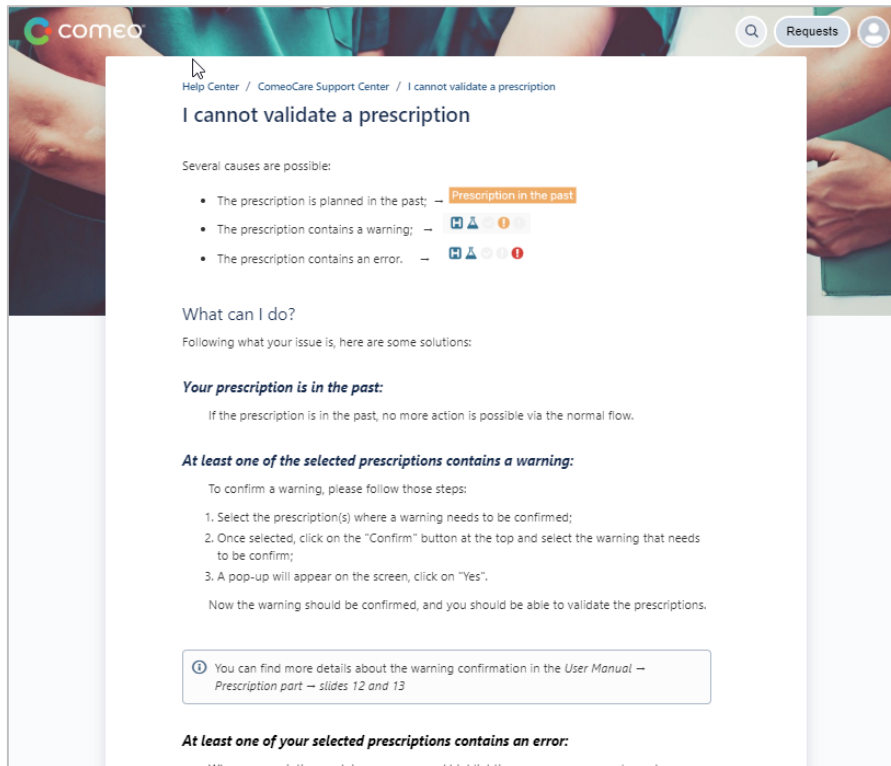 comeo
Requests
Help Center / ComeoCare Support Center / I cannot validate a prescription
I cannot validate a prescription
Several causes are possible:
• The prescription is planned in the past; → Prescription in the past
• The prescription contains a warning; → H !
• The prescription contains an error. → H !
What can I do?
Following what your issue is, here are some solutions:
Your prescription is in the past:
If the prescription is in the past, no more action is possible via the normal flow.
At least one of the selected prescriptions contains a warning:
To confirm a warning, please follow those steps:
1. Select the prescription(s) where a warning needs to be confirmed;
2. Once selected, click on the "Confirm" button at the top and select the warning that needs
to be confirm;
3. A pop-up will appear on the screen, click on "Yes".
Now the warning should be confirmed, and you should be able to validate the prescriptions.
You can find more details about the warning confirmation in the User Manual →
Prescription part → slides 12 and 13
At least one of your selected prescriptions contains an error: